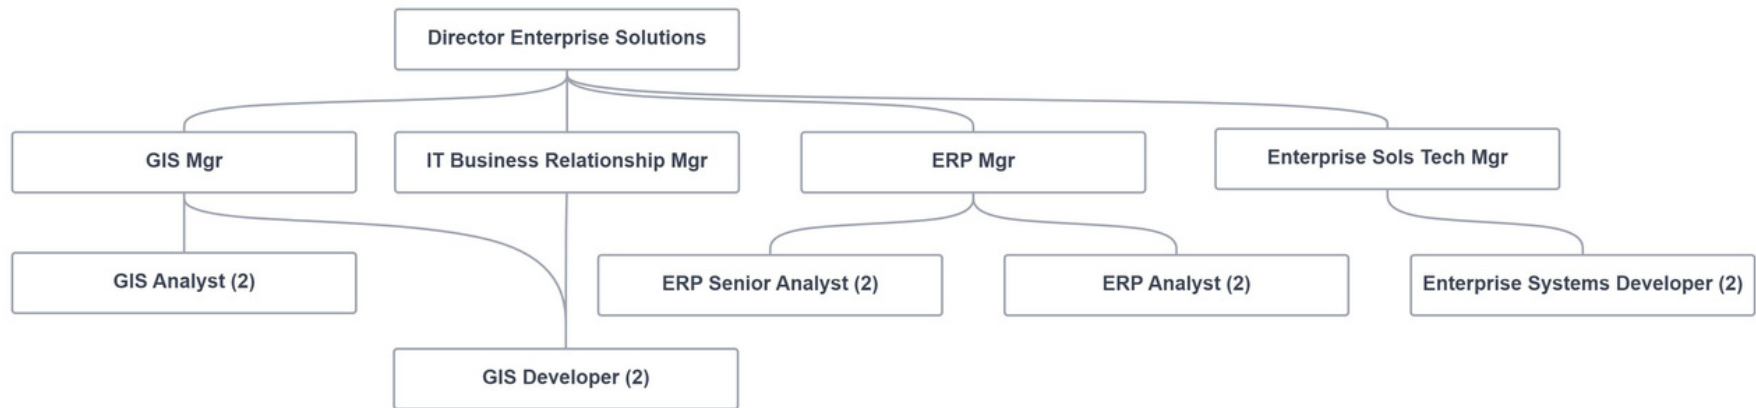 Director Enterprise Solutions
GIS Mgr
IT Business Relationship Mgr
ERP Mgr
Enterprise Sols Tech Mgr
GIS Analyst (2)
ERP Senior Analyst (2)
ERP Analyst (2)
Enterprise Systems Developer (2)
GIS Developer (2)